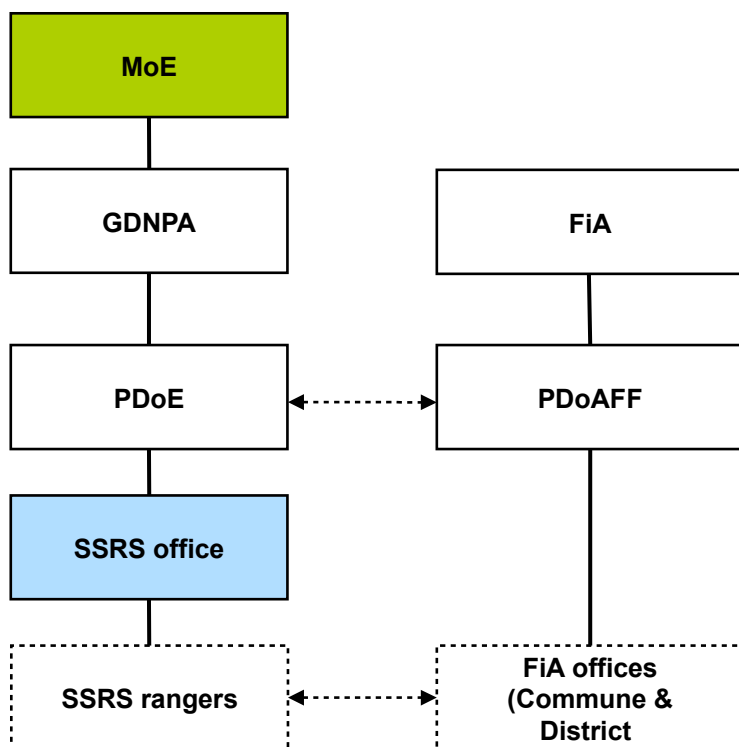 MoE
GDNPA
FiA
PDoE
PDoAFF
SSRS office
SSRS rangers
FiA offices
(Commune &
District